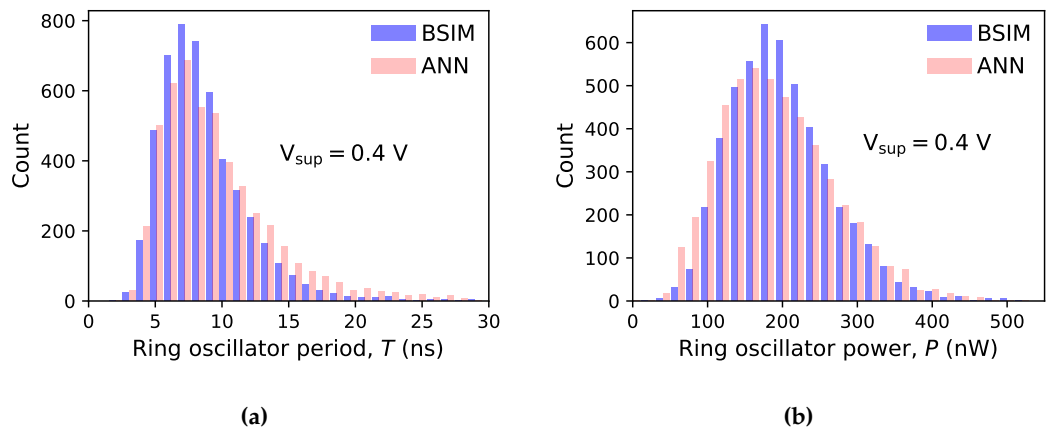 800
600
400
200
0
Count
BSIM
ANN
V_sup = 0.4 V
0 5 10 15 20 25 30
Ring oscillator period, T (ns)
(a)
600
500
400
300
200
100
0
Count
BSIM
ANN
V_sup = 0.4 V
0 100 200 300 400 500
Ring oscillator power, P (nW)
(b)